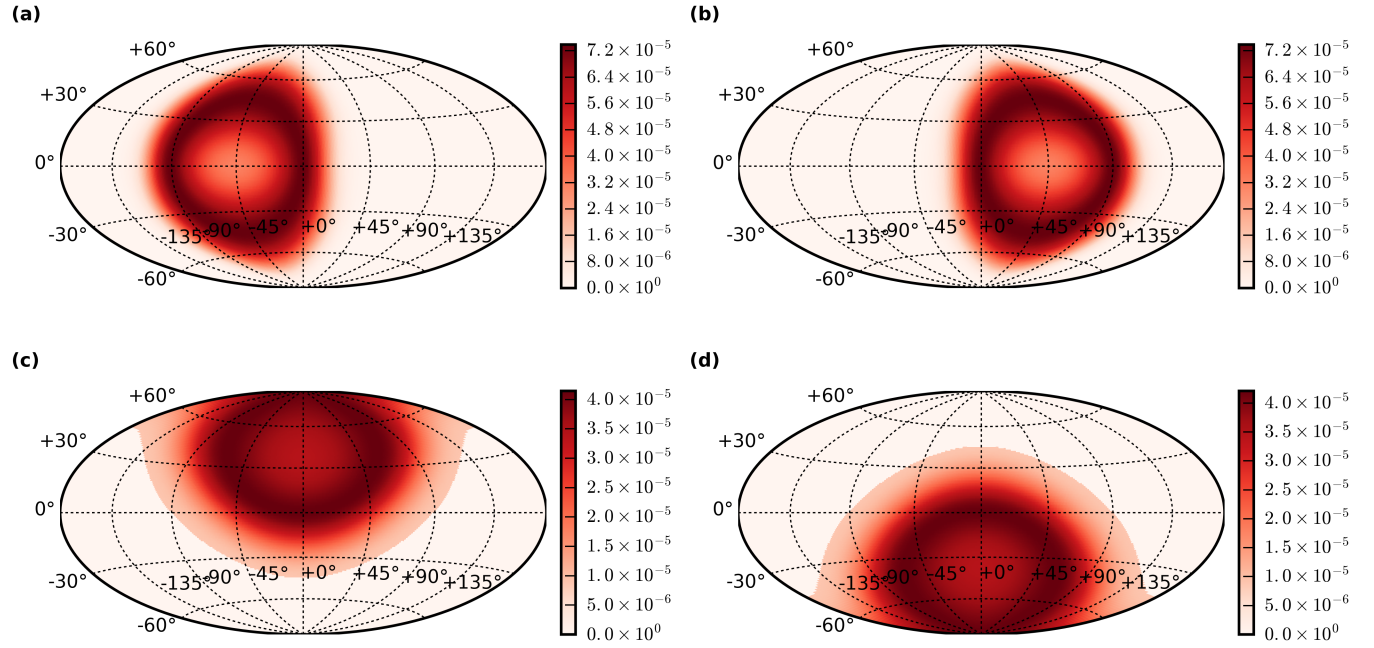 (a)
+60°
+30°
0°
-30°
-60°
-135°
-90°
-45°
+0°
+45°
+90°
+135°
7.2 × 10⁻⁵
6.4 × 10⁻⁵
5.6 × 10⁻⁵
4.8 × 10⁻⁵
4.0 × 10⁻⁵
3.2 × 10⁻⁵
2.4 × 10⁻⁵
1.6 × 10⁻⁵
8.0 × 10⁻⁶
0.0 × 10⁰
(b)
+60°
+30°
0°
-30°
-60°
-135°
-90°
-45°
+0°
+45°
+90°
+135°
7.2 × 10⁻⁵
6.4 × 10⁻⁵
5.6 × 10⁻⁵
4.8 × 10⁻⁵
4.0 × 10⁻⁵
3.2 × 10⁻⁵
2.4 × 10⁻⁵
1.6 × 10⁻⁵
8.0 × 10⁻⁶
0.0 × 10⁰
(c)
+60°
+30°
0°
-30°
-60°
-135°
-90°
-45°
+0°
+45°
+90°
+135°
4.0 × 10⁻⁵
3.5 × 10⁻⁵
3.0 × 10⁻⁵
2.5 × 10⁻⁵
2.0 × 10⁻⁵
1.5 × 10⁻⁵
1.0 × 10⁻⁵
5.0 × 10⁻⁶
0.0 × 10⁰
(d)
+60°
+30°
0°
-30°
-60°
-135°
-90°
-45°
+0°
+45°
+90°
+135°
4.0 × 10⁻⁵
3.5 × 10⁻⁵
3.0 × 10⁻⁵
2.5 × 10⁻⁵
2.0 × 10⁻⁵
1.5 × 10⁻⁵
1.0 × 10⁻⁵
5.0 × 10⁻⁶
0.0 × 10⁰